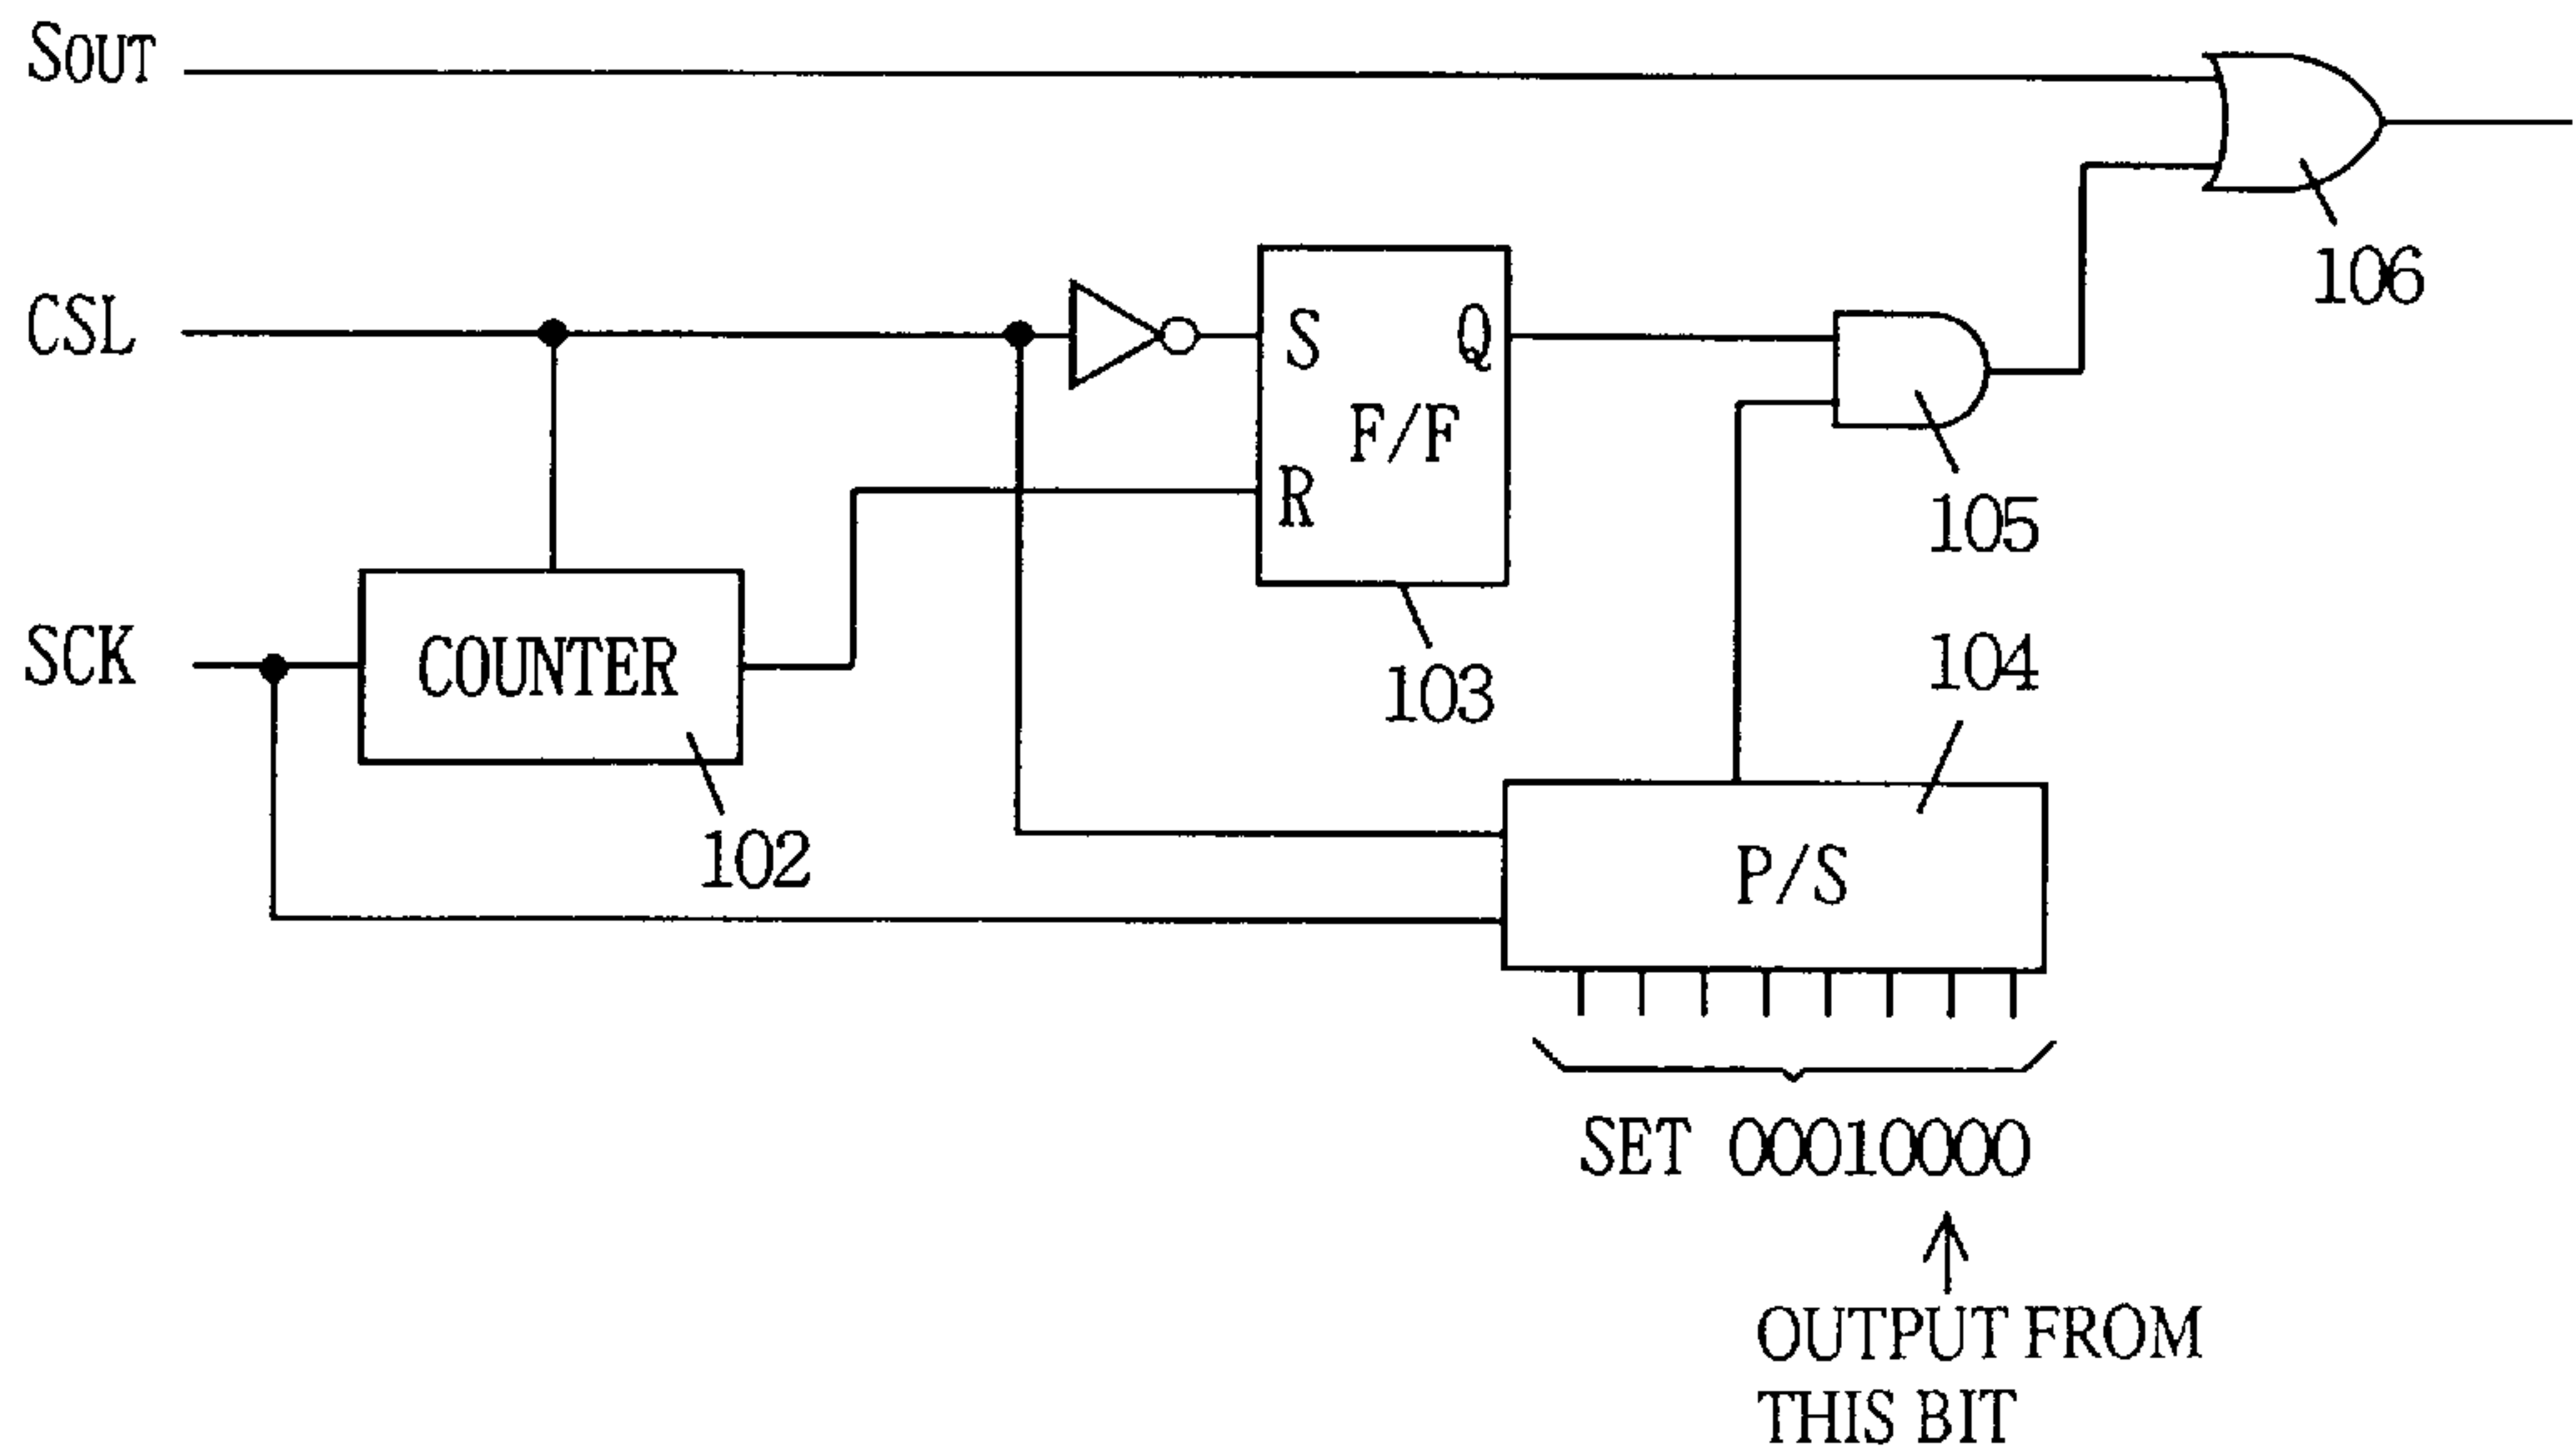 SOUT
106
CSL
S
Q
F/F
R
105
SCK
COUNTER
103
104
102
P/S
SET 00010000
OUTPUT FROM
THIS BIT